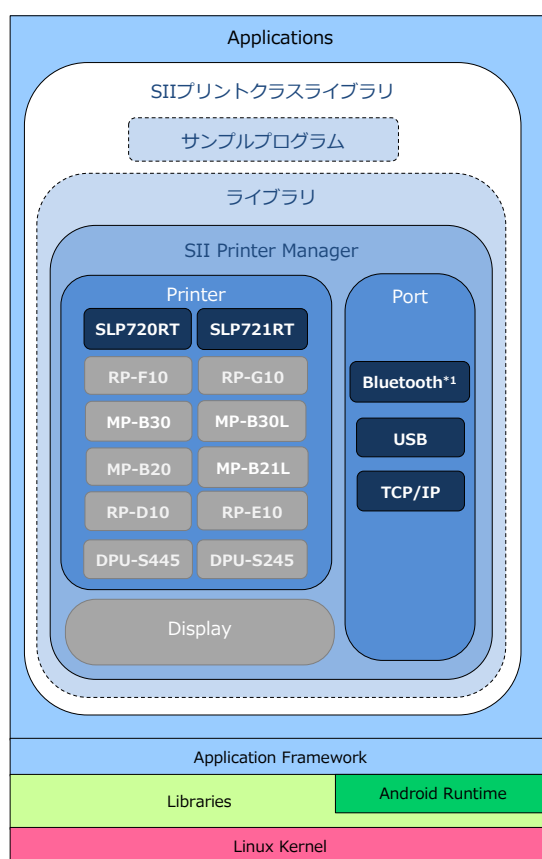 Applications
SIIプリントクラスライブラリ
サンプルプログラム
ライブラリ
SII Printer Manager
Printer
SLP720RT
SLP721RT
RP-F10
RP-G10
MP-B30
MP-B30L
MP-B20
MP-B21L
RP-D10
RP-E10
DPU-S445
DPU-S245
Display
Port
Bluetooth*1
USB
TCP/IP
Application Framework
Libraries
Android Runtime
Linux Kernel